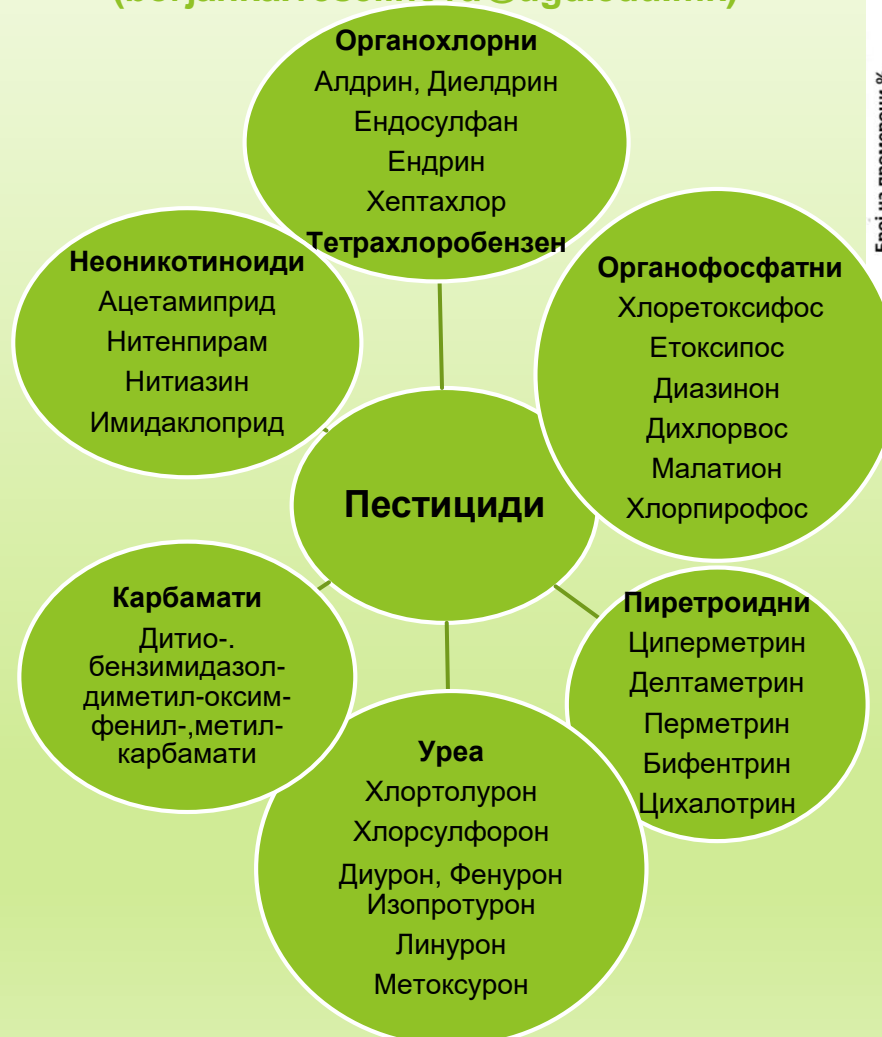 Органохлорни
Алдрин, Диелдрин
Ендосулфан
Ендрин
Хептахлор
Тетрахлоробензен
Неоникотиноиди
Ацетамиприд
Нитенпирам
Нитиазин
Имидаклоприд
Органофосфатни
Хлоретоксифос
Етоксипос
Диазинон
Дихлорвос
Малатион
Хлорпирофос
Пестициди
Карбамати
Дитио-.
бензимидазол-
диметил-оксим-
фенил-,метил-
карбамати
Пиретроидни
Циперметрин
Делтаметрин
Перметрин
Бифентрин
Цихалотрин
Уреа
Хлортолурон
Хлорсулфорон
Диурон, Фенурон
Изопротурон
Линурон
Метоксурон